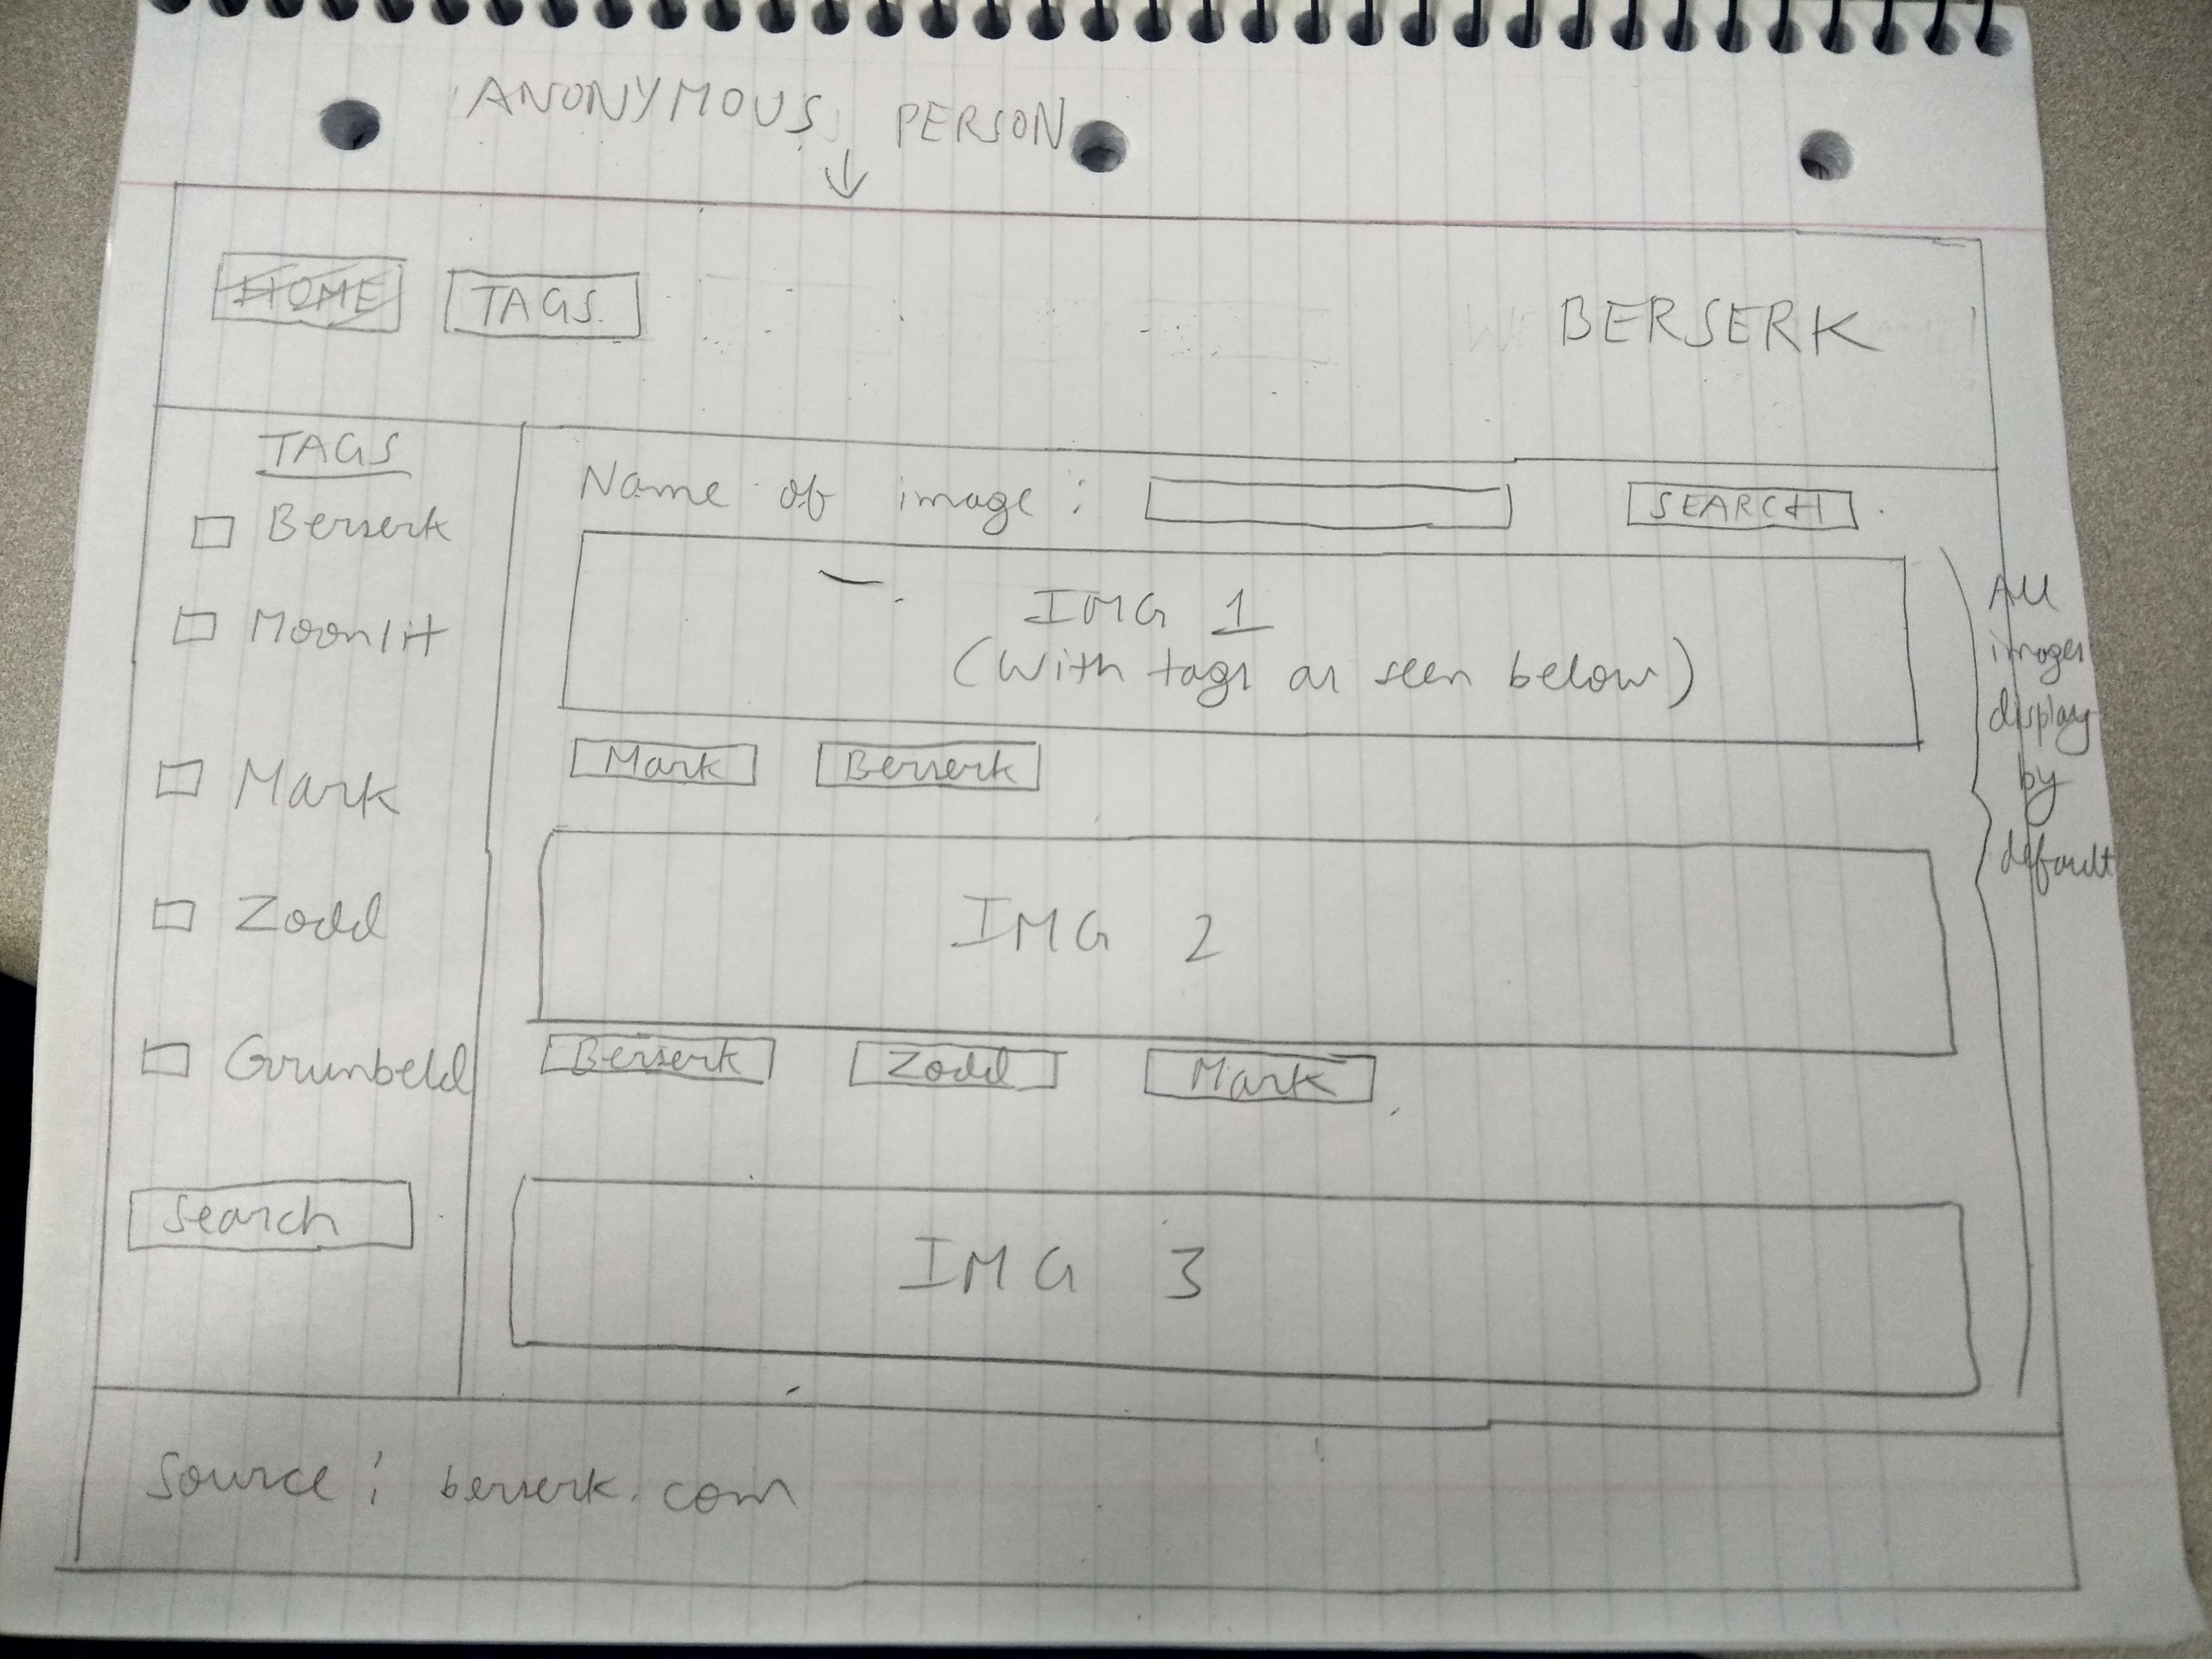 ANONYMOUS PERSON
HOME TAGS BERSERK
TAGS
Berserk
Moonlit
Mark
Zodd
Grunbeld
Search
Name of image : SEARCH
IMG 1
(With tags as seen below)
Mark Berserk
IMG 2
Berserk Zodd Mark
IMG 3
All
images
display
by
default
Source : berserk.com